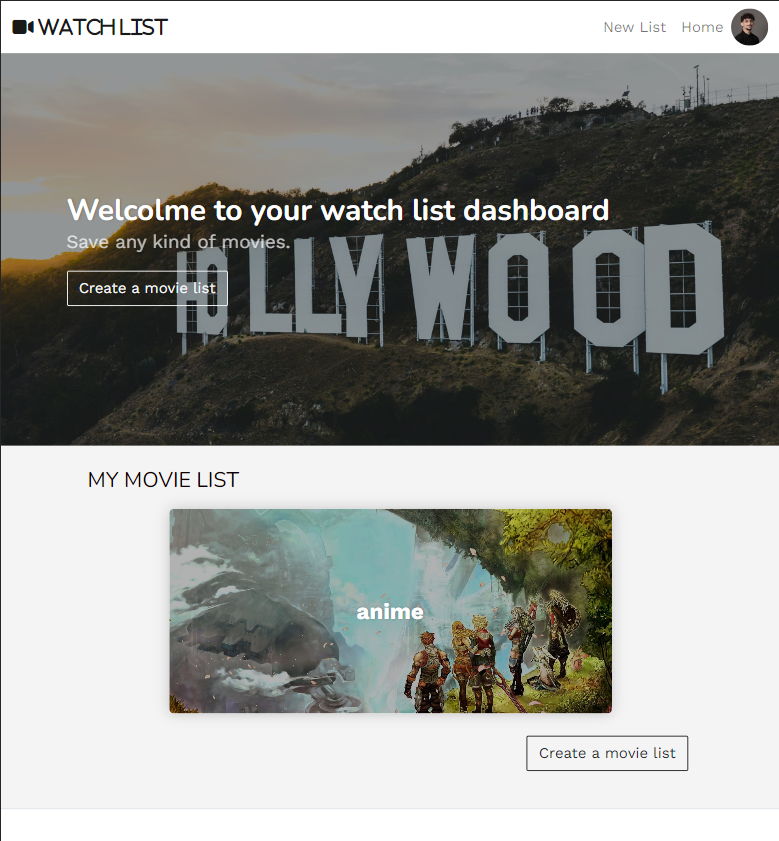 WATCH LIST
New List
Home
Welcolme to your watch list dashboard
Save any kind of movies.
Create a movie list
HOLLYWOOD
MY MOVIE LIST
anime
Create a movie list